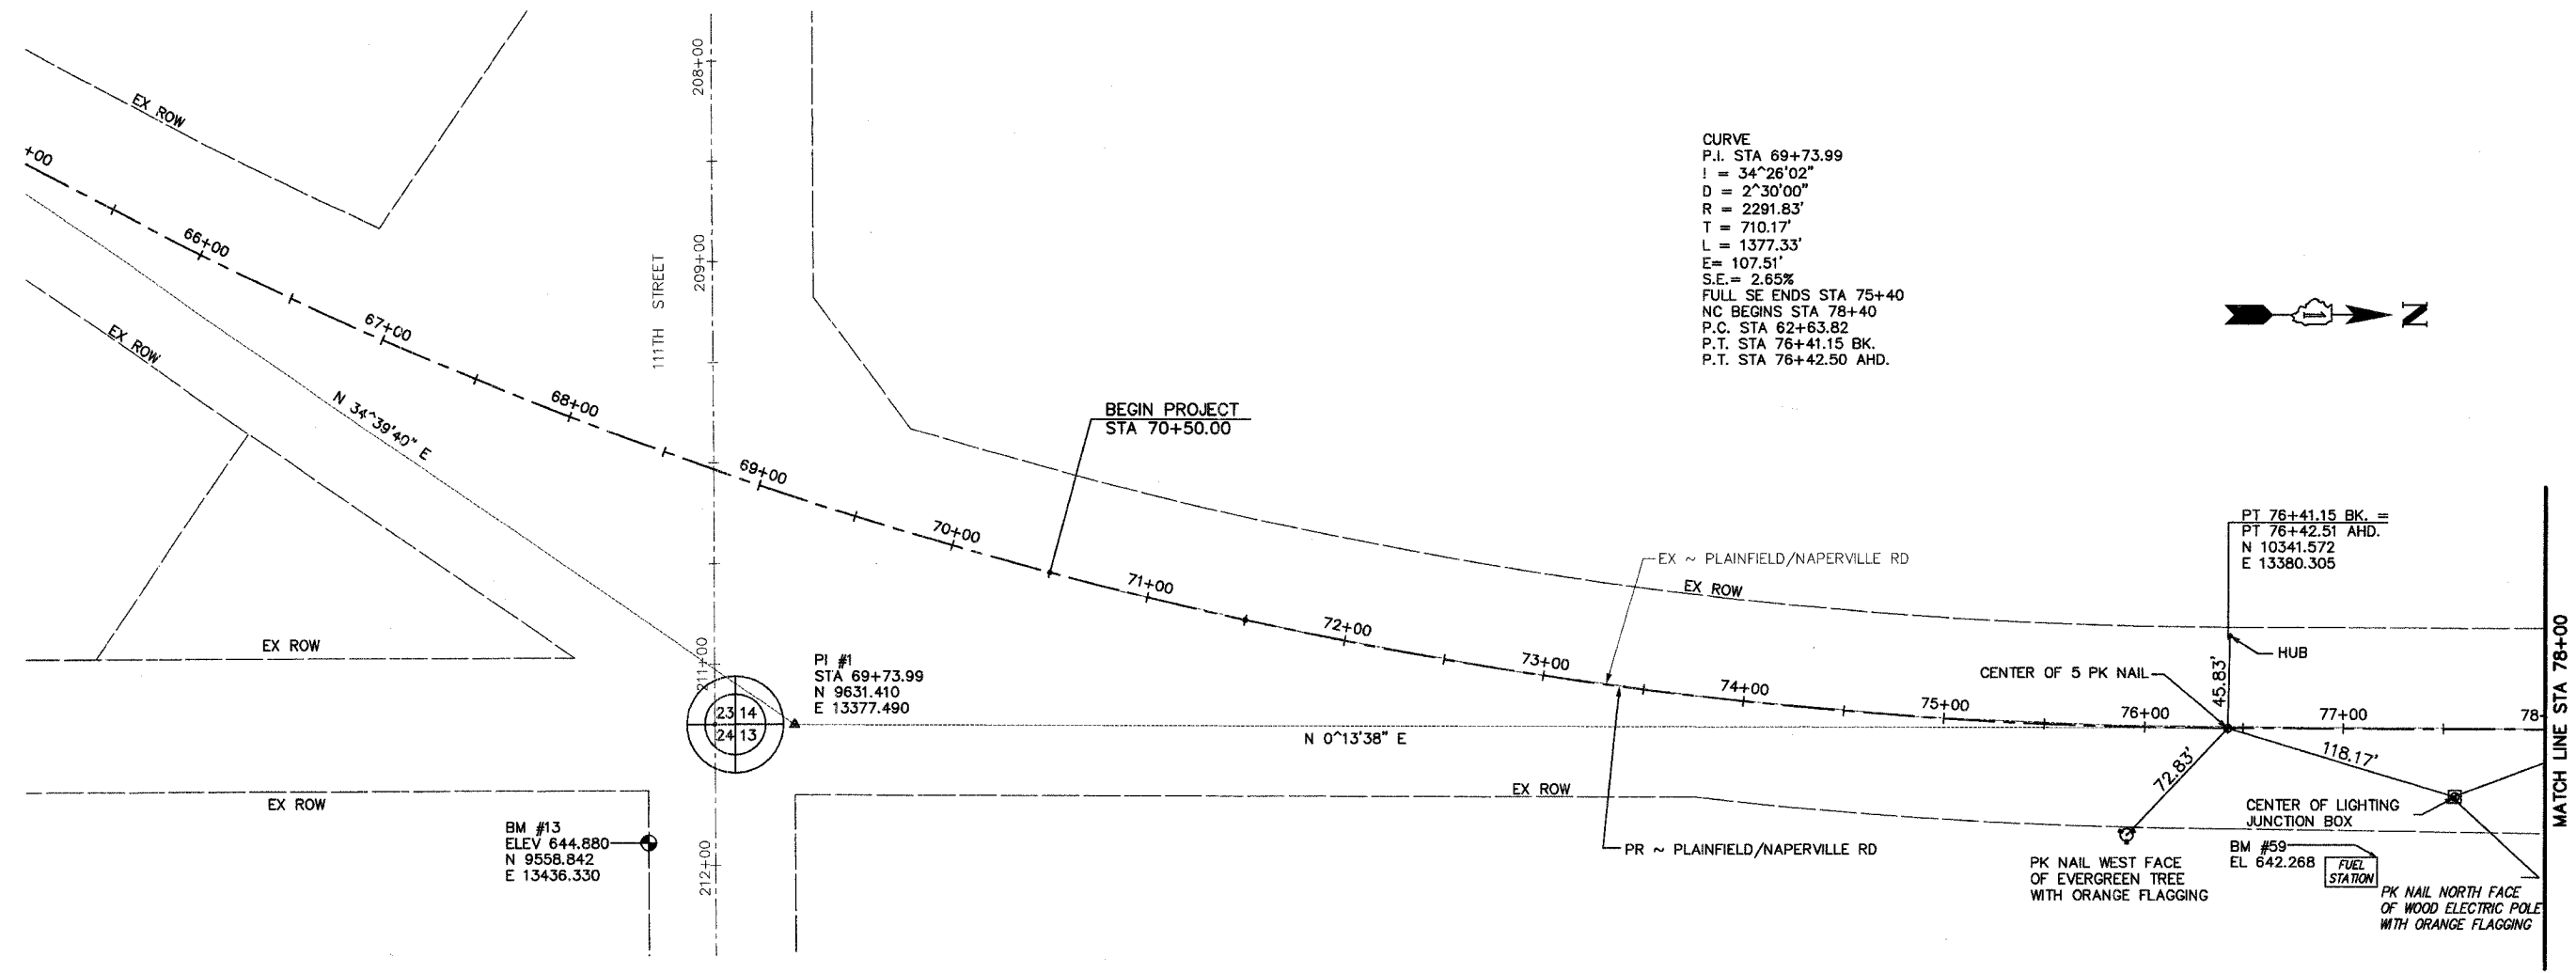 EX ROW
+00
66+00
67+00
68+00
69+00
70+00
71+00
72+00
73+00
74+00
75+00
76+00
77+00
78
EX ROW
N 34^39'40" E
208+00
209+00
111TH STREET
211+00
212+00
BEGIN PROJECT
STA 70+50.00
CURVE
P.I. STA 69+73.99
I = 34^26'02"
D = 2^30'00"
R = 2291.83'
T = 710.17'
L = 1377.33'
E= 107.51'
S.E.= 2.65%
FULL SE ENDS STA 75+40
NC BEGINS STA 78+40
P.C. STA 62+63.82
P.T. STA 76+41.15 BK.
P.T. STA 76+42.50 AHD.
N
EX ~ PLAINFIELD/NAPERVILLE RD
EX ROW
PT 76+41.15 BK. =
PT 76+42.51 AHD.
N 10341.572
E 13380.305
HUB
45.83'
CENTER OF 5 PK NAIL
EX ROW
PI #1
STA 69+73.99
N 9631.410
E 13377.490
23 14
24 13
N 0^13'38" E
72.83'
118.17'
EX ROW
EX ROW
CENTER OF LIGHTING
JUNCTION BOX
BM #13
ELEV 644.880
N 9558.842
E 13436.330
PR ~ PLAINFIELD/NAPERVILLE RD
PK NAIL WEST FACE
OF EVERGREEN TREE
WITH ORANGE FLAGGING
BM #59
EL 642.268
FUEL
STATION
PK NAIL NORTH FACE
OF WOOD ELECTRIC POLE
WITH ORANGE FLAGGING
MATCH LINE STA 78+00